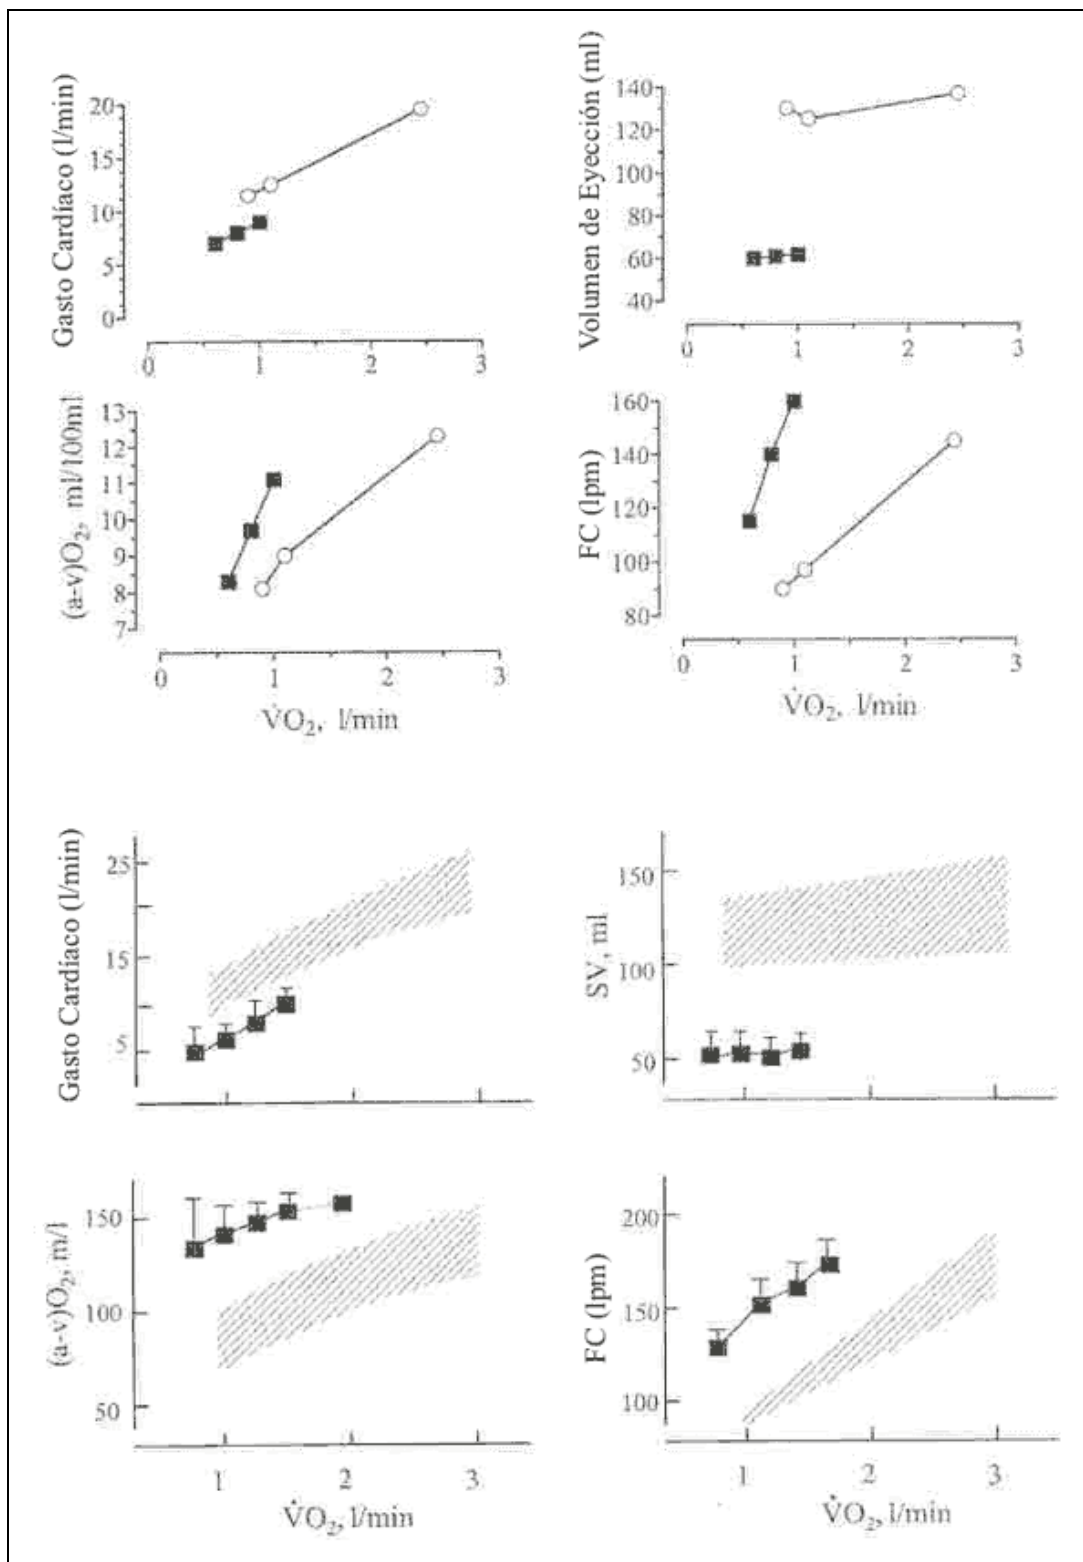 Gasto Cardíaco (l/min)
20
15
10
5
0
0 1 2 3
Volumen de Eyección (ml)
140
120
100
80
60
40
0 1 2 3
(a-v)O₂, ml/100ml
13
12
11
10
9
8
7
0 1 2 3
V̇O₂, l/min
FC (lpm)
160
140
120
100
80
0 1 2 3
V̇O₂, l/min
Gasto Cardíaco (l/min)
25
15
5
SV, ml
150
100
50
(a-v)O₂, m/l
150
100
50
1 2 3
V̇O₂, l/min
FC (lpm)
200
150
100
1 2 3
V̇O₂, l/min